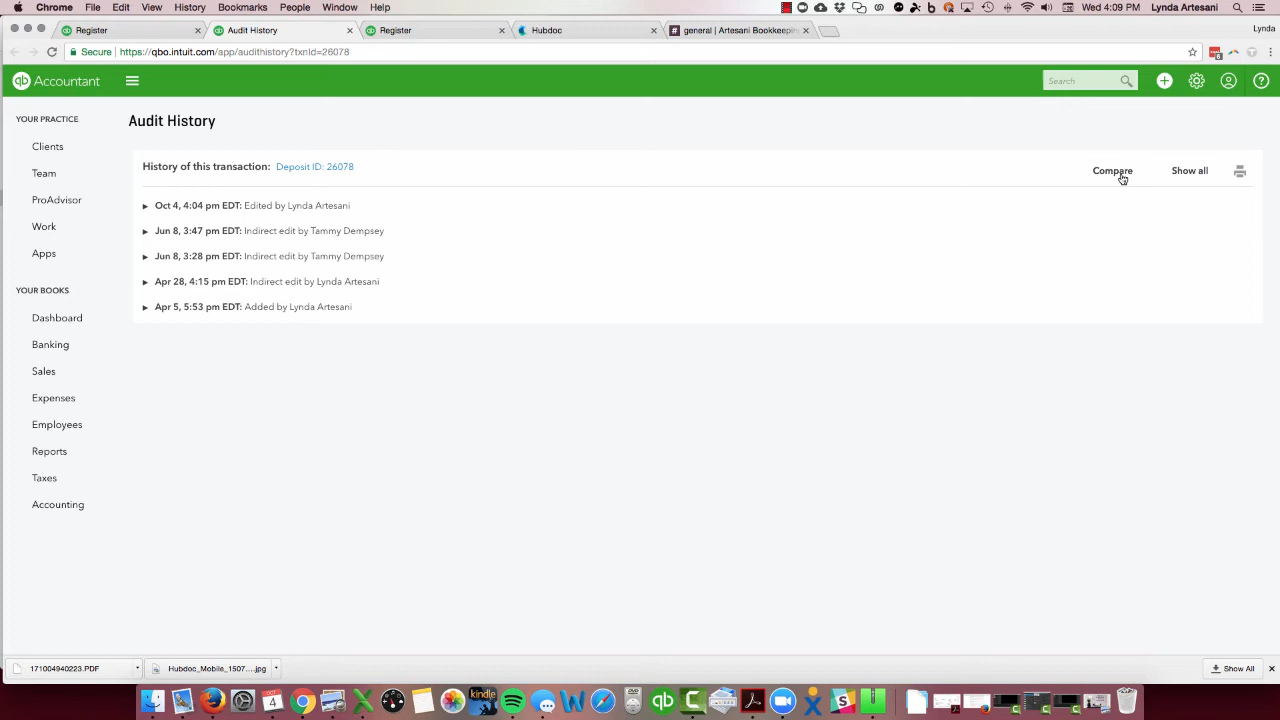 Chrome File Edit View History Bookmarks People Window Help Wed 4:09 PM Lynda Artesani
Register Audit History Register Hubdoc general | Artesani Bookkeepin Lynda
Secure https://qbo.intuit.com/app/audithistory?txnId=26078
qb Accountant Search
YOUR PRACTICE
Clients
Team
ProAdvisor
Work
Apps
YOUR BOOKS
Dashboard
Banking
Sales
Expenses
Employees
Reports
Taxes
Accounting
Audit History
History of this transaction: Deposit ID: 26078 Compare Show all
Oct 4, 4:04 pm EDT: Edited by Lynda Artesani
Jun 8, 3:47 pm EDT: Indirect edit by Tammy Dempsey
Jun 8, 3:28 pm EDT: Indirect edit by Tammy Dempsey
Apr 28, 4:15 pm EDT: Indirect edit by Lynda Artesani
Apr 5, 5:53 pm EDT: Added by Lynda Artesani
171004940223.PDF Hubdoc_Mobile_1507....jpg Show All
OCT 4 kindle qb